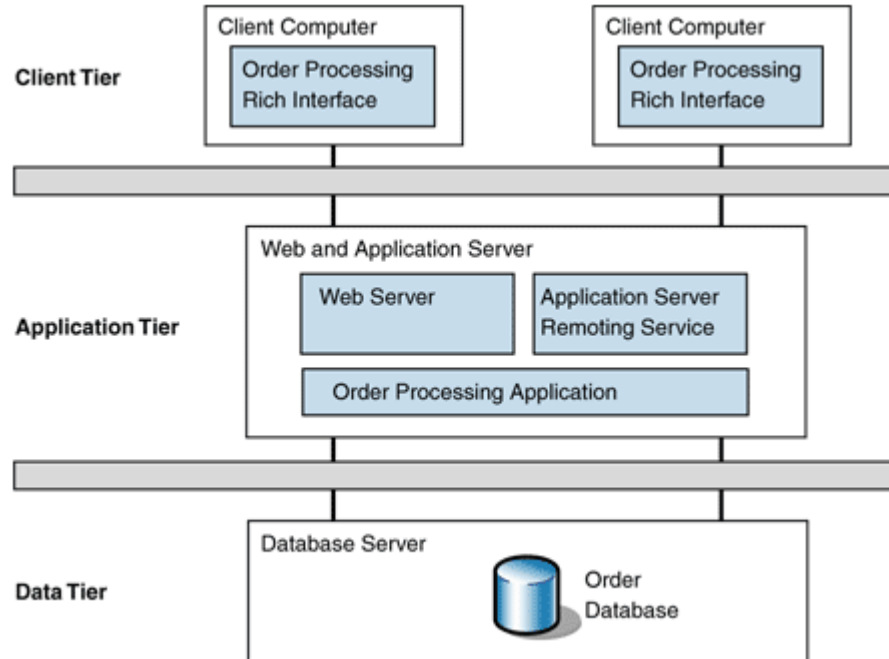 Client Computer
Client Computer
Client Tier
Order Processing
Rich Interface
Order Processing
Rich Interface
Web and Application Server
Web Server
Application Server
Remoting Service
Application Tier
Order Processing Application
Database Server
Data Tier
Order
Database